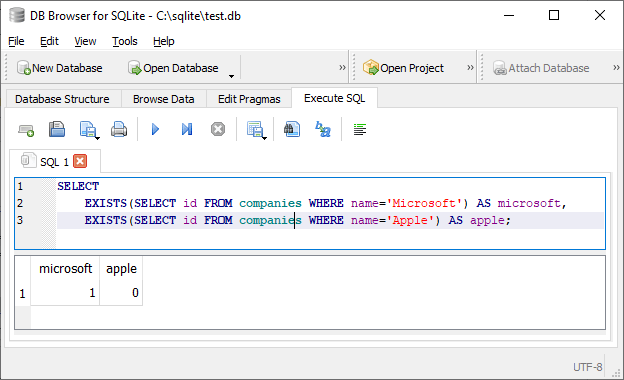 DB Browser for SQLite - C:\sqlite\test.db
File Edit View Tools Help
New Database Open Database » Open Project » Attach Database »
Database Structure Browse Data Edit Pragmas Execute SQL
SQL 1
1 SELECT
2 EXISTS(SELECT id FROM companies WHERE name='Microsoft') AS microsoft,
3 EXISTS(SELECT id FROM companies WHERE name='Apple') AS apple;
microsoft apple
1 1 0
UTF-8